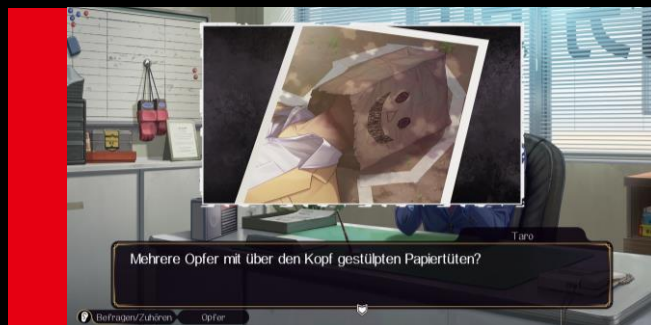 Taro
Mehrere Opfer mit über den Kopf gestülpten Papiertüten?
Befragen/Zuhören Opfer